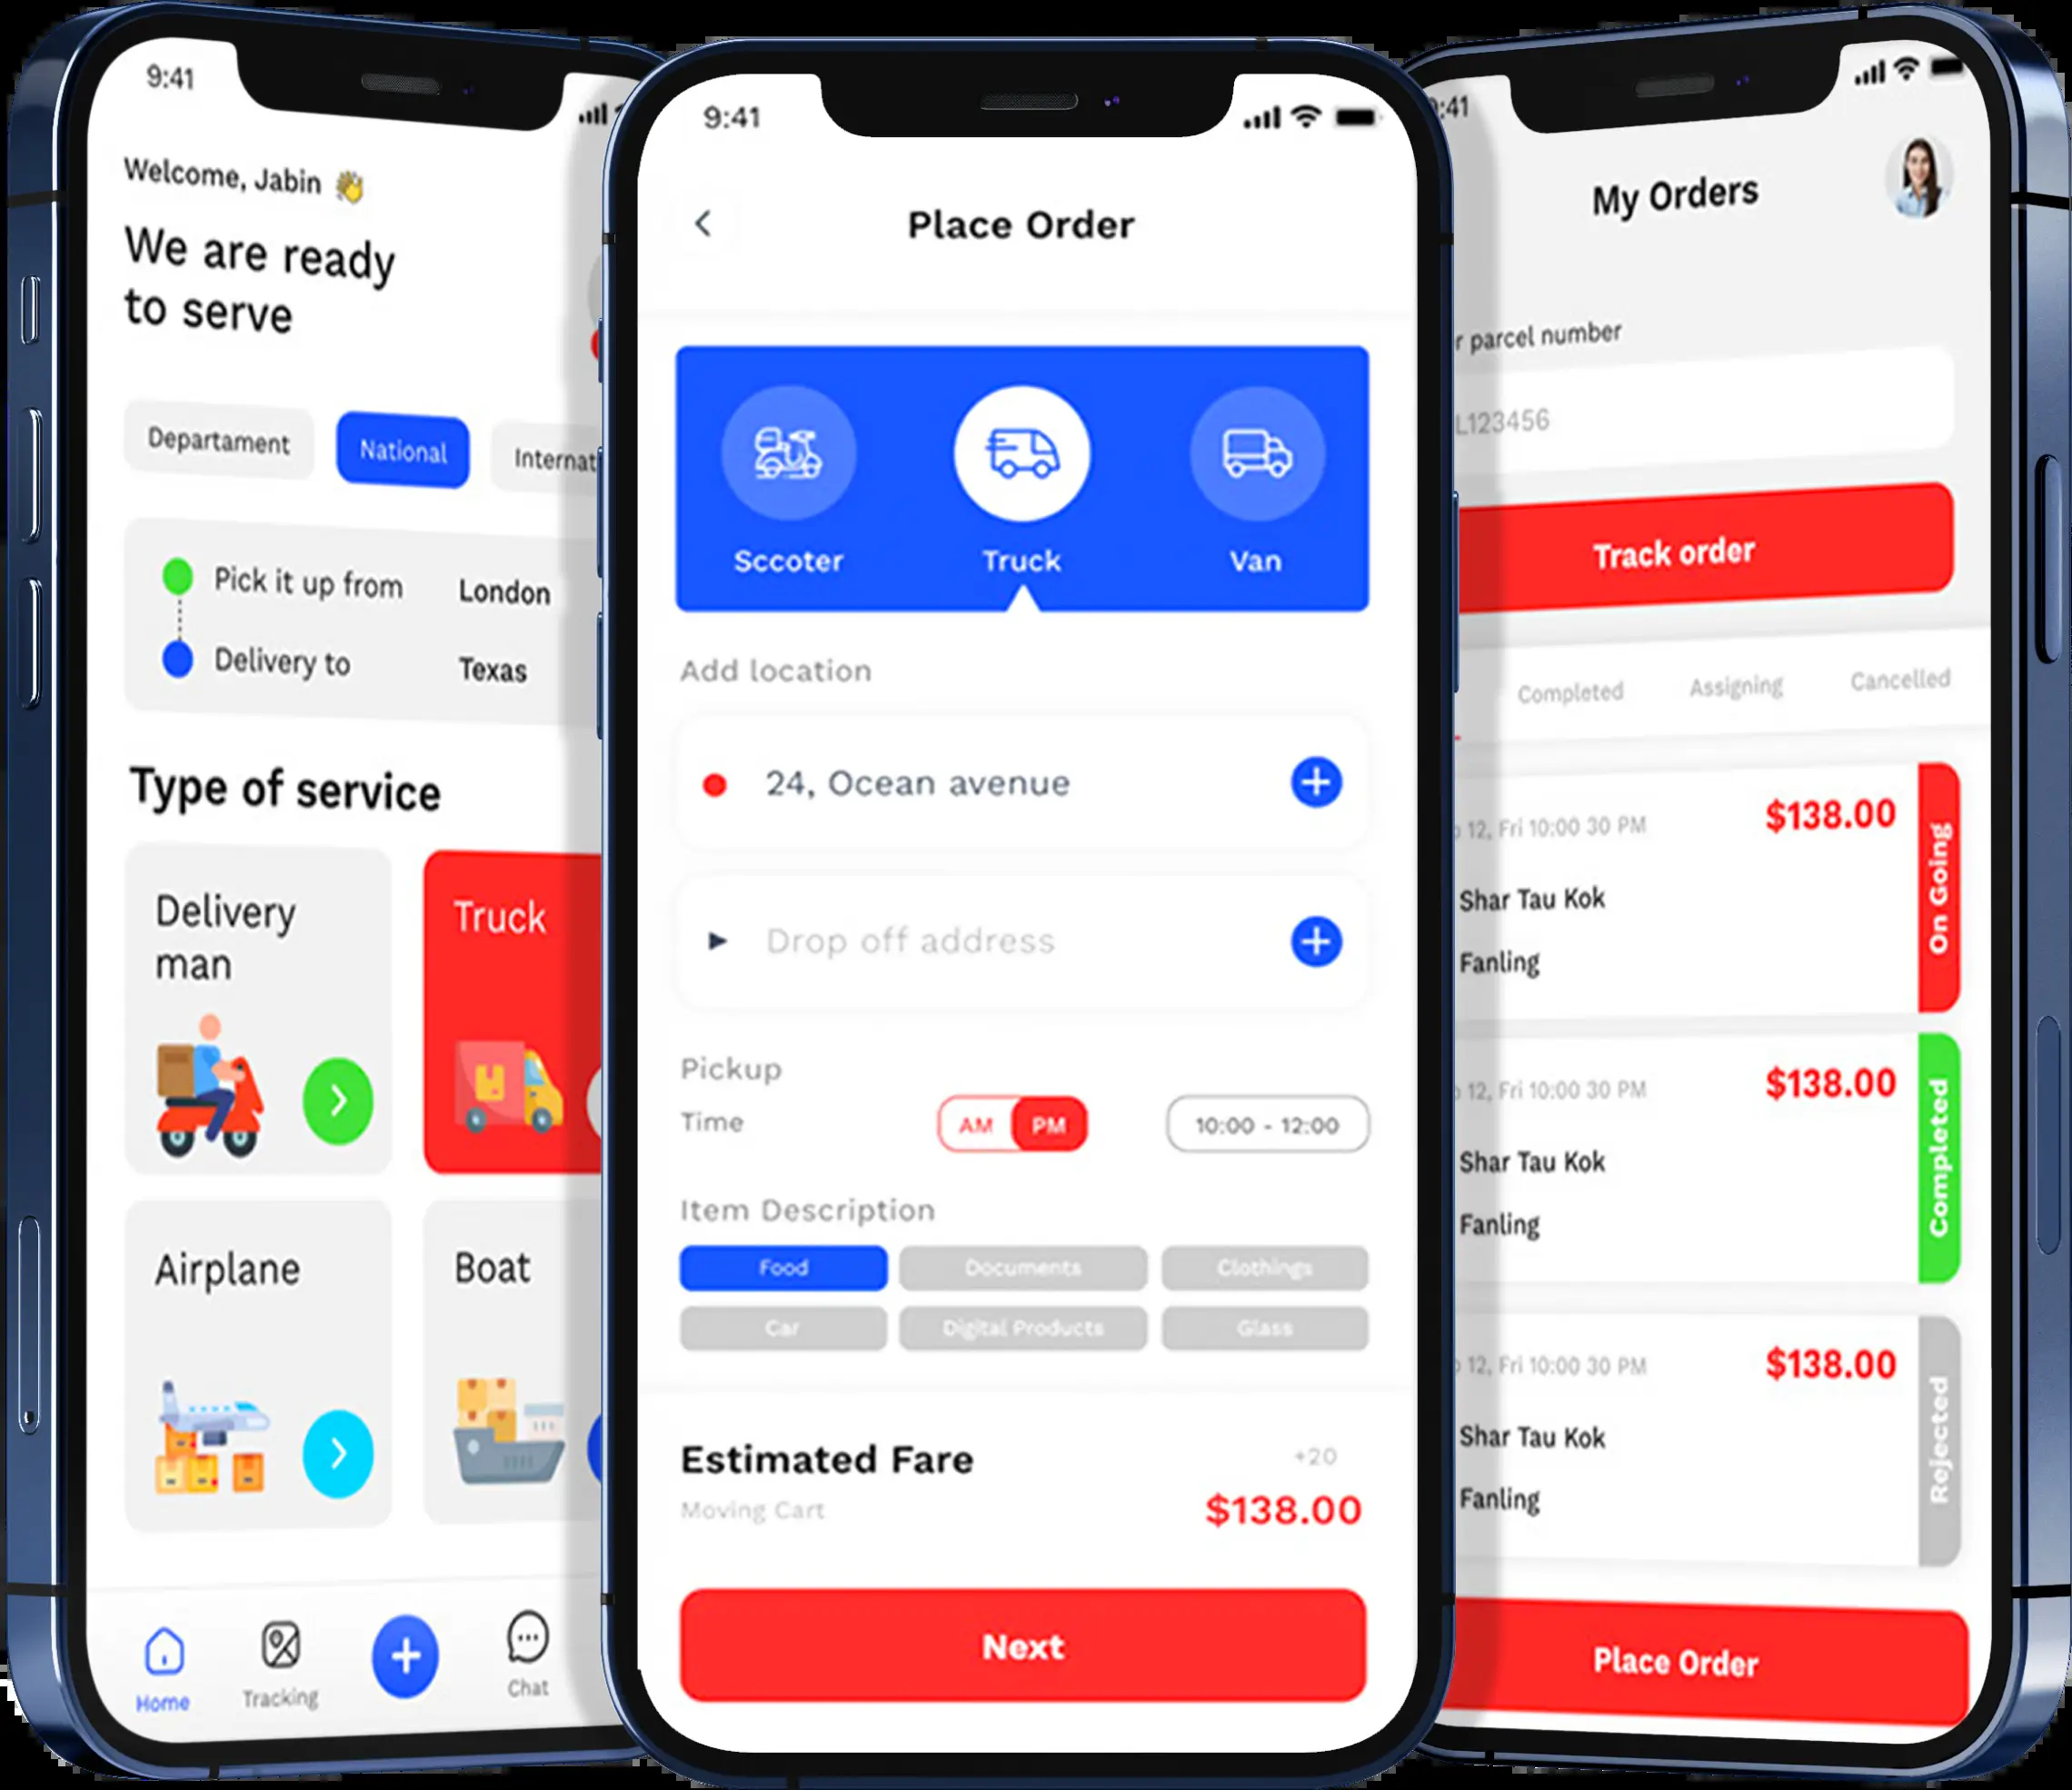 9:41
Welcome, Jabin
We are ready
to serve
Departament
National
Pick it up from London
Delivery to Texas
Type of service
Delivery
man
Truck
Airplane
Boat
Home
Tracking
Chat
9:41
Place Order
Sccoter
Truck
Van
Add location
24, Ocean avenue
Drop off address
Pickup
Time
AM PM
10:00 - 12:00
Item Description
Food Documents Clothings
Car Digital Products Glass
Estimated Fare +20
Moving Cart $138.00
Next
:41
My Orders
parcel number
L123456
Track order
Completed Assigning Cancelled
12, Fri 10:00 30 PM $138.00
Shar Tau Kok
Fanling
On Going
12, Fri 10:00 30 PM $138.00
Shar Tau Kok
Fanling
Completed
12, Fri 10:00 30 PM $138.00
Shar Tau Kok
Fanling
Rejected
Place Order